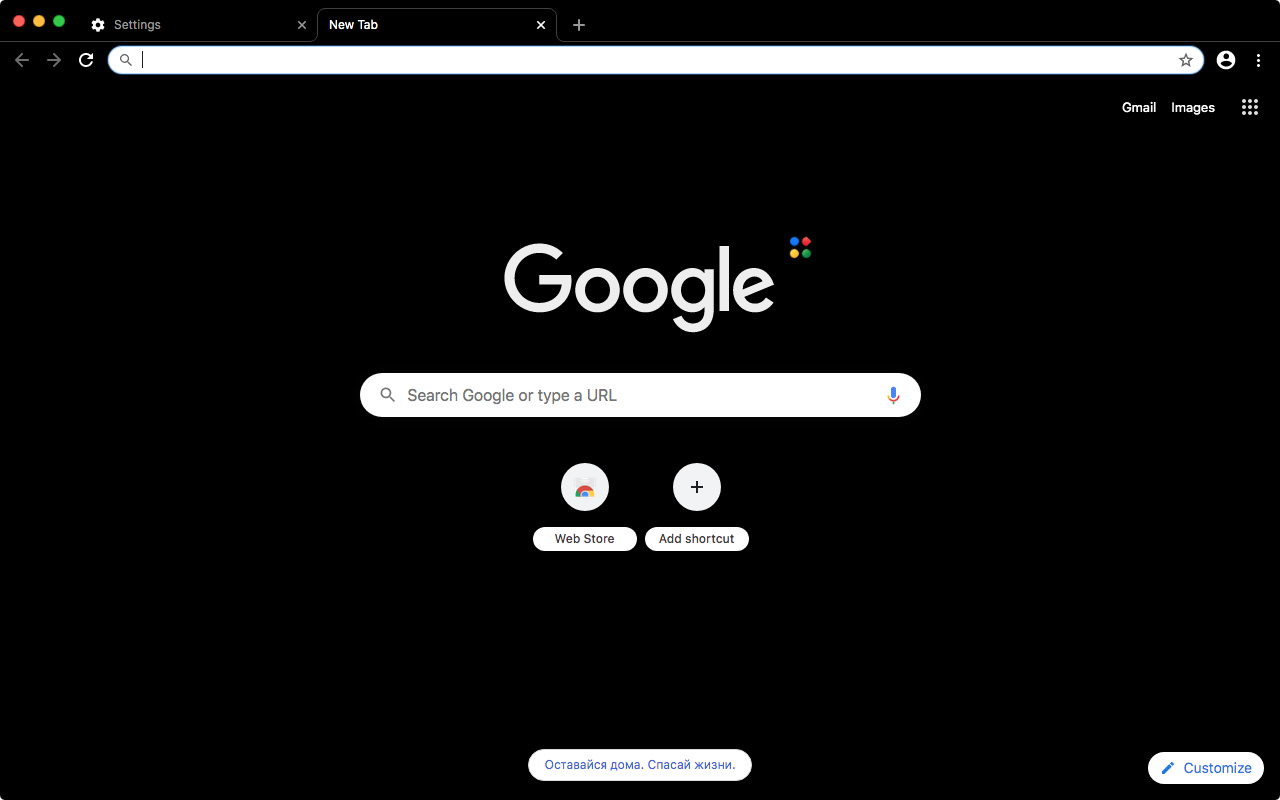 Settings
New Tab
Gmail Images
Google
Search Google or type a URL
Web Store
Add shortcut
Оставайся дома. Спасай жизни.
Customize